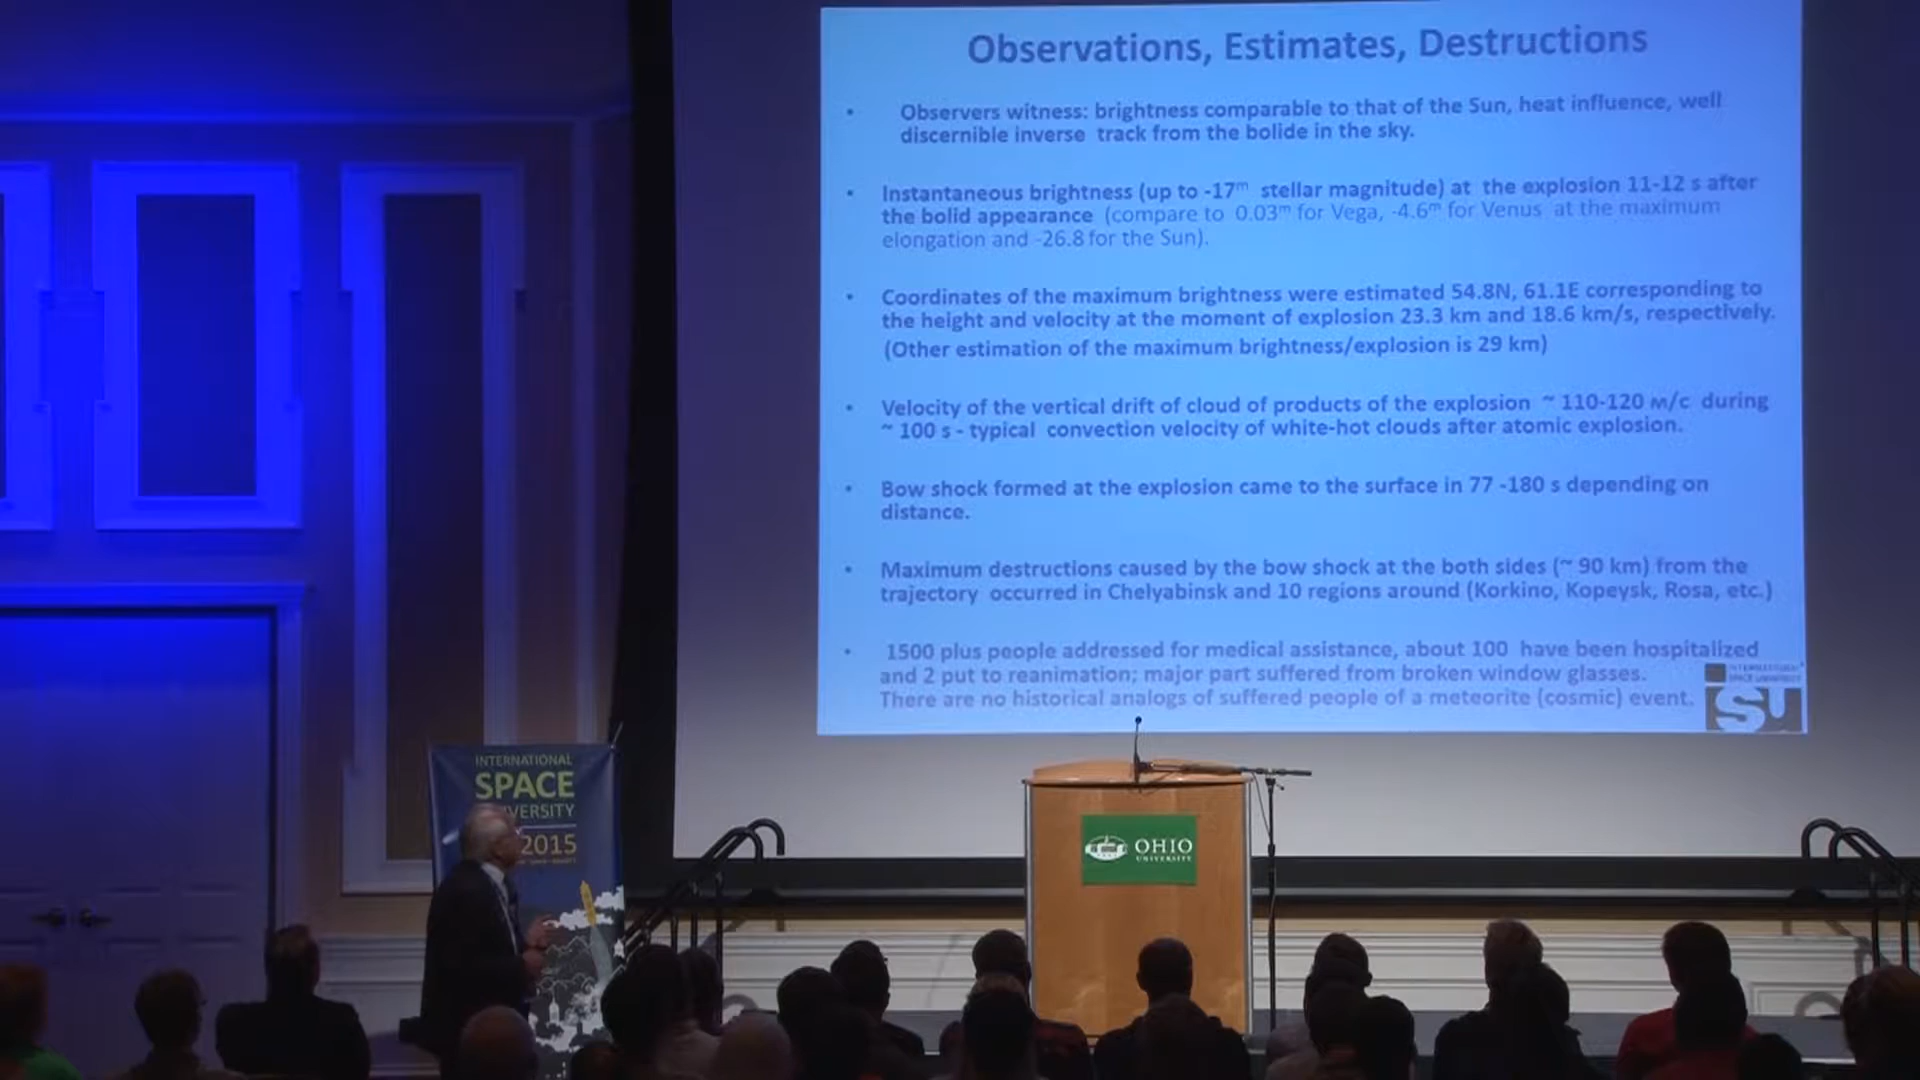 Observations, Estimates, Destructions
• Observers witness: brightness comparable to that of the Sun, heat influence, well
discernible inverse track from the bolide in the sky.
• Instantaneous brightness (up to -17ᵐ stellar magnitude) at the explosion 11-12 s after
the bolid appearance (compare to 0.03ᵐ for Vega, -4.6ᵐ for Venus at the maximum
elongation and -26.8 for the Sun).
• Coordinates of the maximum brightness were estimated 54.8N, 61.1E corresponding to
the height and velocity at the moment of explosion 23.3 km and 18.6 km/s, respectively.
(Other estimation of the maximum brightness/explosion is 29 km)
• Velocity of the vertical drift of cloud of products of the explosion ~ 110-120 м/с during
~ 100 s - typical convection velocity of white-hot clouds after atomic explosion.
• Bow shock formed at the explosion came to the surface in 77 -180 s depending on
distance.
• Maximum destructions caused by the bow shock at the both sides (~ 90 km) from the
trajectory occurred in Chelyabinsk and 10 regions around (Korkino, Kopeysk, Rosa, etc.)
• 1500 plus people addressed for medical assistance, about 100 have been hospitalized
and 2 put to reanimation; major part suffered from broken window glasses.
There are no historical analogs of suffered people of a meteorite (cosmic) event.
INTERNATIONAL
SPACE UNIVERSITY
iSU
INTERNATIONAL
SPACE
VERSITY
2015
OHIO
UNIVERSITY